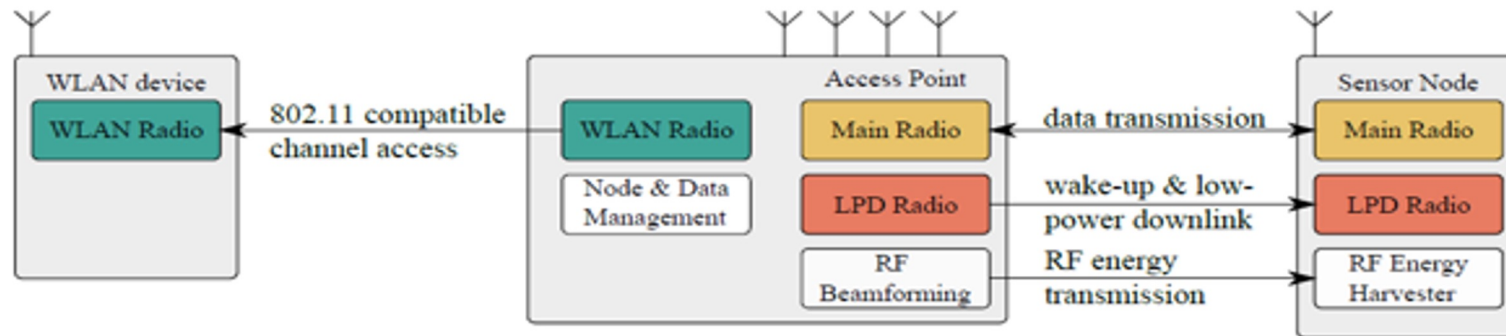 WLAN device
WLAN Radio
802.11 compatible
channel access
Access Point
WLAN Radio
Node & Data
Management
Main Radio
LPD Radio
RF
Beamforming
data transmission
wake-up & low-
power downlink
RF energy
transmission
Sensor Node
Main Radio
LPD Radio
RF Energy
Harvester